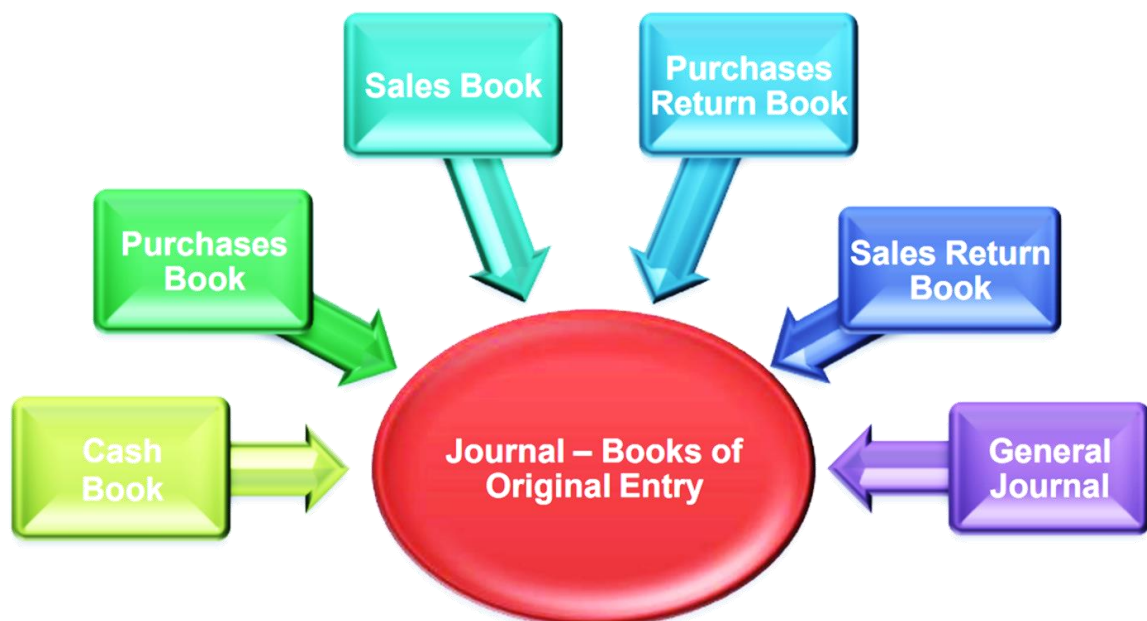 Sales Book
Purchases
Return Book
Purchases
Book
Sales Return
Book
Cash
Book
Journal – Books of
Original Entry
General
Journal